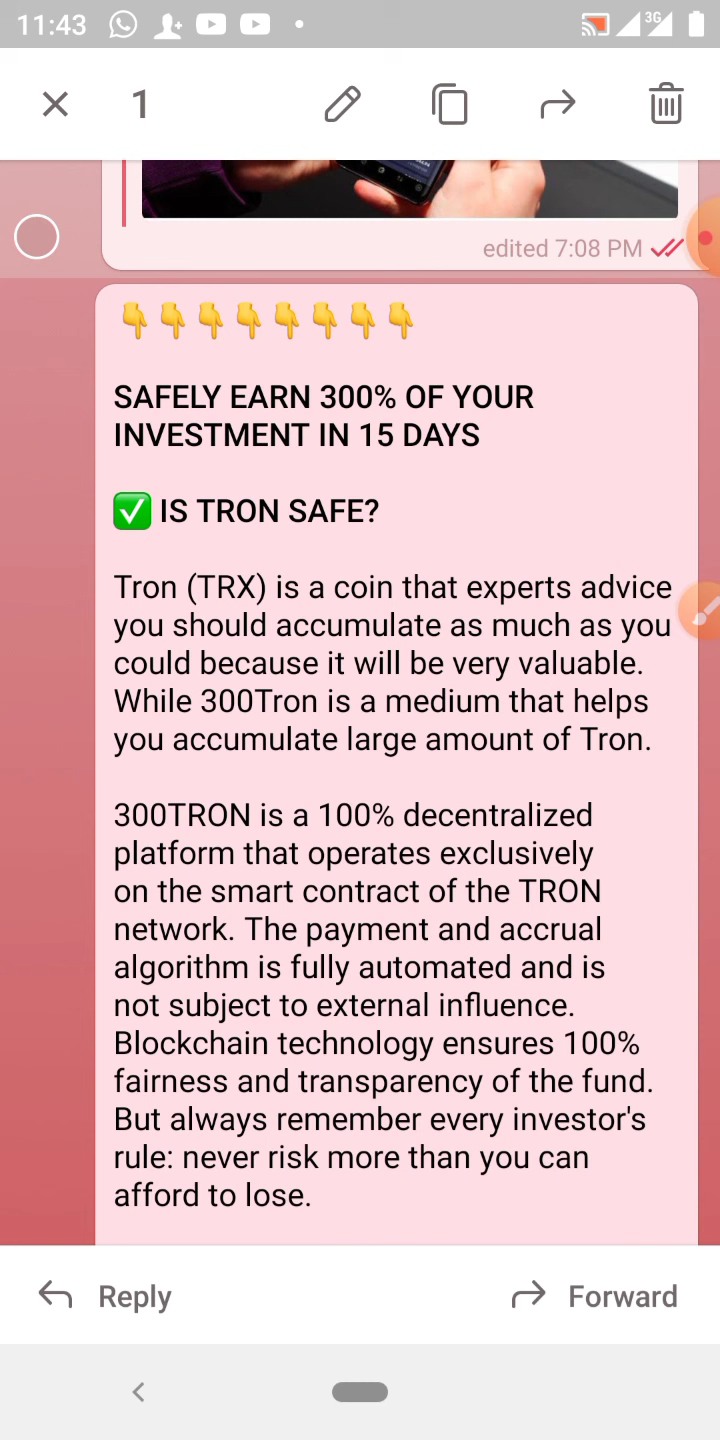 11:43
3G
1
edited 7:08 PM
👇👇👇👇👇👇👇👇
SAFELY EARN 300% OF YOUR
INVESTMENT IN 15 DAYS
✅ IS TRON SAFE?
Tron (TRX) is a coin that experts advice
you should accumulate as much as you
could because it will be very valuable.
While 300Tron is a medium that helps
you accumulate large amount of Tron.
300TRON is a 100% decentralized
platform that operates exclusively
on the smart contract of the TRON
network. The payment and accrual
algorithm is fully automated and is
not subject to external influence.
Blockchain technology ensures 100%
fairness and transparency of the fund.
But always remember every investor's
rule: never risk more than you can
afford to lose.
Reply
Forward